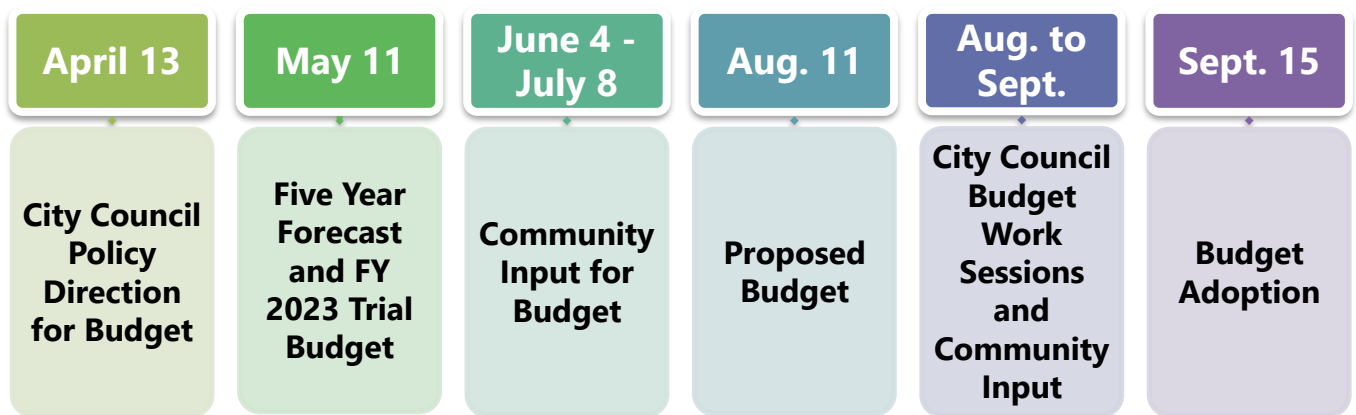 April 13
City Council
Policy
Direction
for Budget
May 11
Five Year
Forecast
and FY
2023 Trial
Budget
June 4 -
July 8
Community
Input for
Budget
Aug. 11
Proposed
Budget
Aug. to
Sept.
City Council
Budget
Work
Sessions
and
Community
Input
Sept. 15
Budget
Adoption